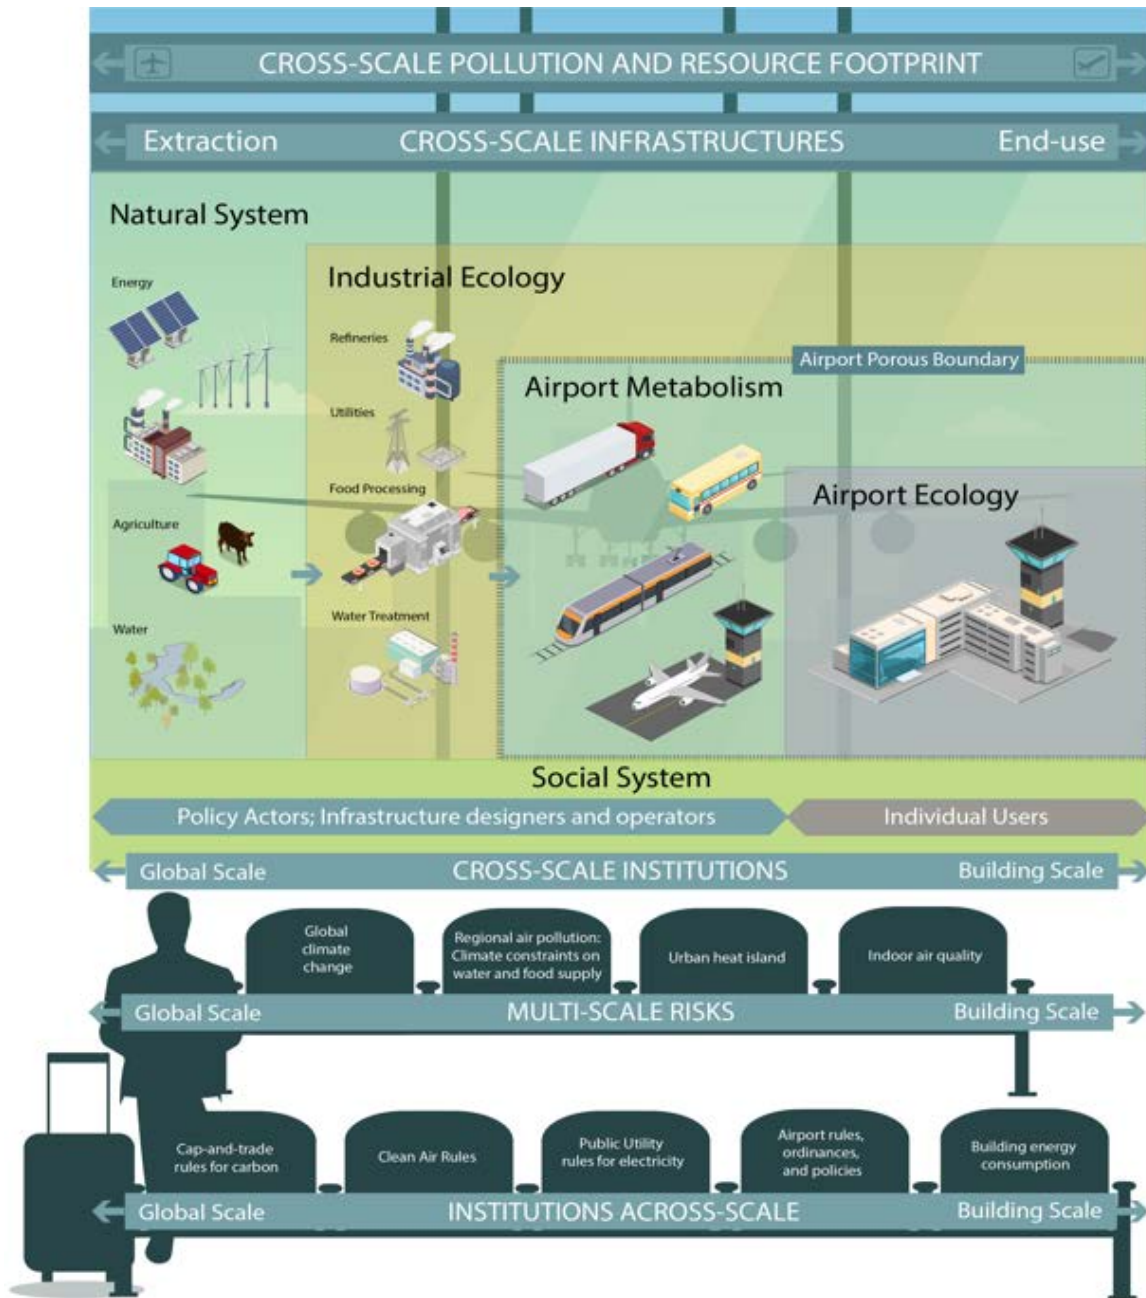 CROSS-SCALE POLLUTION AND RESOURCE FOOTPRINT
Extraction CROSS-SCALE INFRASTRUCTURES End-use
Natural System
Energy
Agriculture
Water
Industrial Ecology
Refineries
Utilities
Food Processing
Water Treatment
Airport Porous Boundary
Airport Metabolism
Airport Ecology
Social System
Policy Actors; Infrastructure designers and operators
Individual Users
Global Scale CROSS-SCALE INSTITUTIONS Building Scale
Global
climate
change
Regional air pollution:
Climate constraints on
water and food supply
Urban heat island
Indoor air quality
Global Scale MULTI-SCALE RISKS Building Scale
Cap-and-trade
rules for carbon
Clean Air Rules
Public Utility
rules for electricity
Airport rules,
ordinances,
and policies
Building energy
consumption
Global Scale INSTITUTIONS ACROSS-SCALE Building Scale